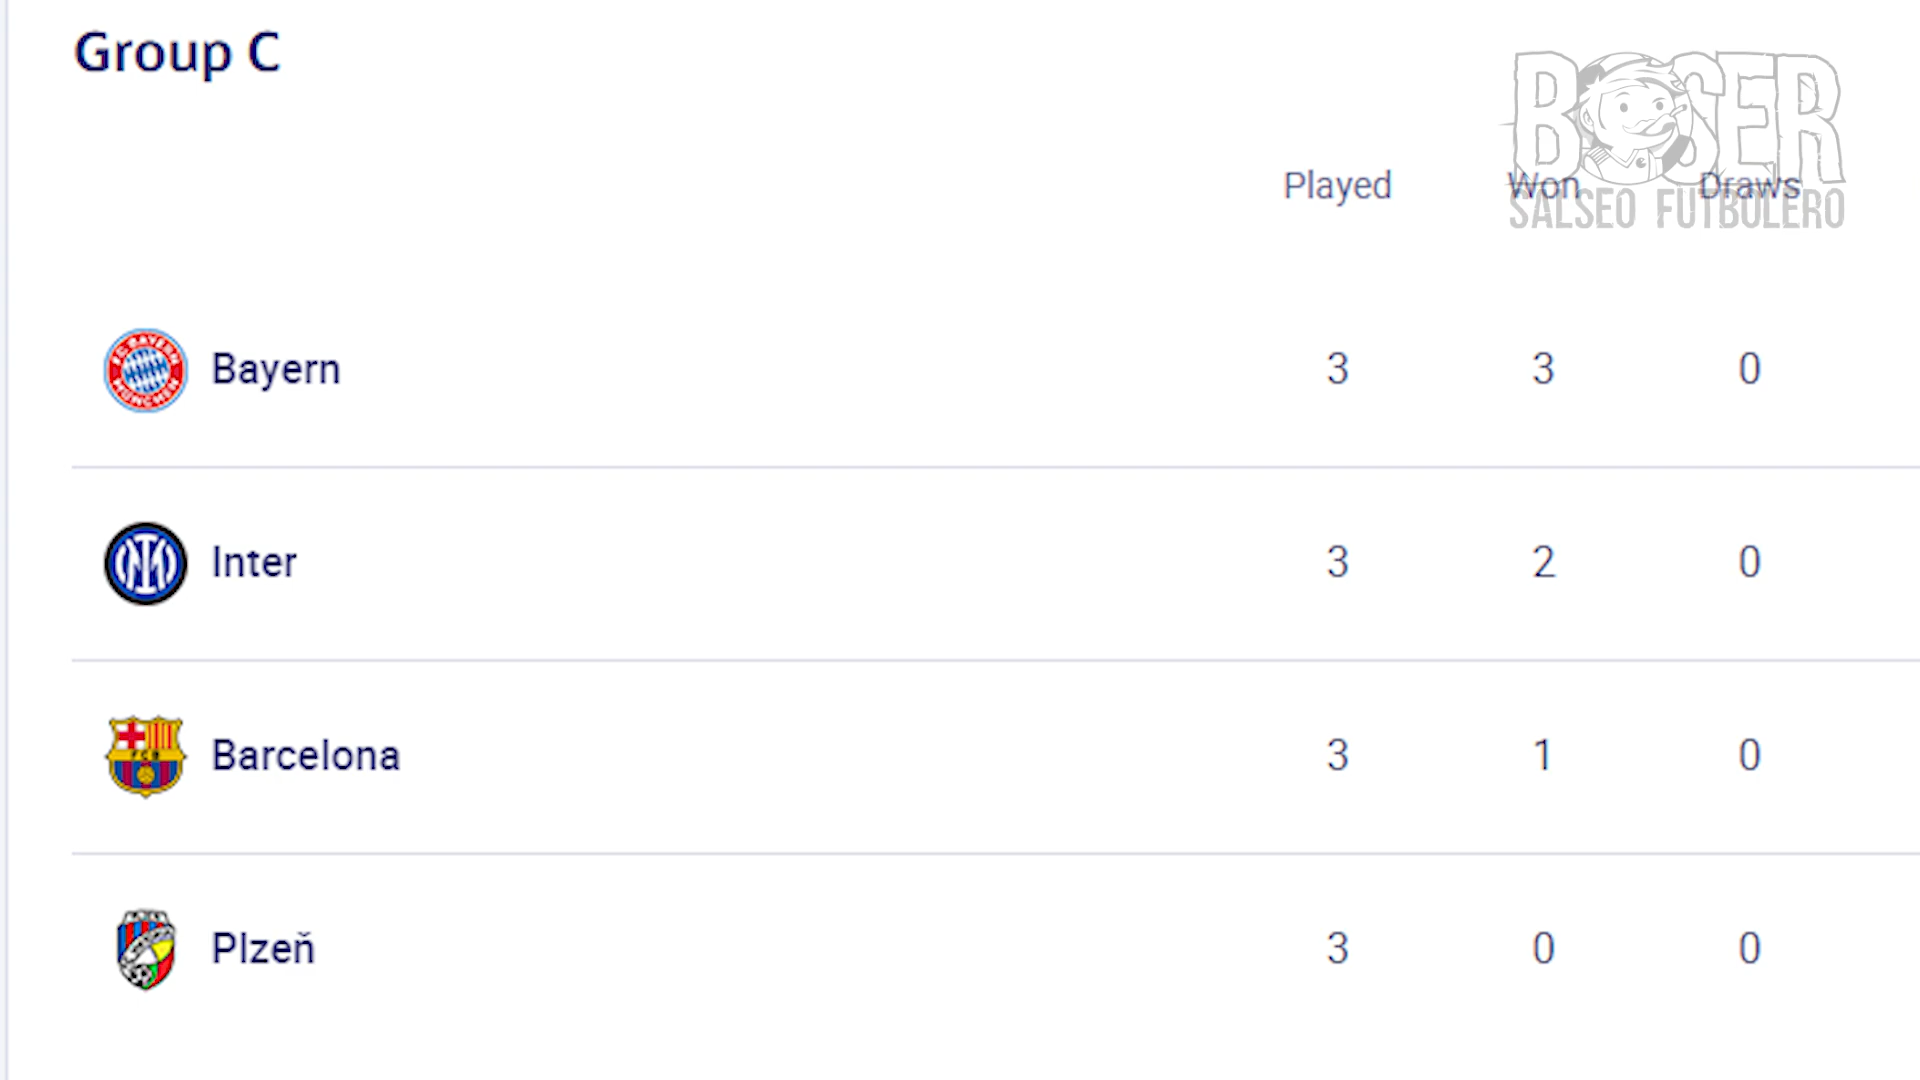 Group C
BOSER
SALSEO FUTBOLERO
Played Won Draws
Bayern 3 3 0
Inter 3 2 0
Barcelona 3 1 0
Plzeň 3 0 0